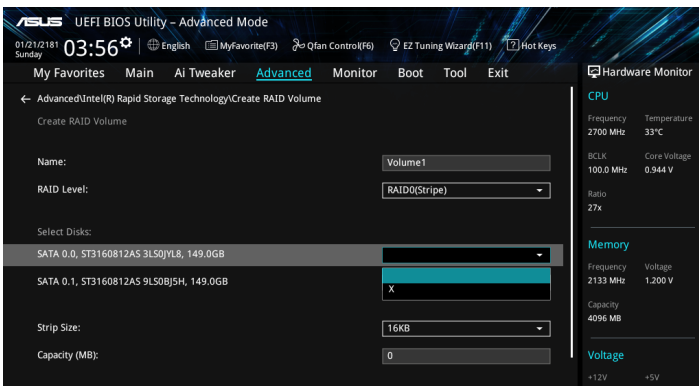 ASUS UEFI BIOS Utility – Advanced Mode
01/21/2181 Sunday 03:56 English MyFavorite(F3) Qfan Control(F6) EZ Tuning Wizard(F11) ? Hot Keys
My Favorites Main Ai Tweaker Advanced Monitor Boot Tool Exit
Hardware Monitor
← Advanced\Intel(R) Rapid Storage Technology\Create RAID Volume
Create RAID Volume
Name: Volume1
RAID Level: RAID0(Stripe)
Select Disks:
SATA 0.0, ST3160812AS 3LS0JYL8, 149.0GB
SATA 0.1, ST3160812AS 9LS0BJ5H, 149.0GB
X
Strip Size: 16KB
Capacity (MB): 0
CPU
Frequency Temperature
2700 MHz 33°C
BCLK Core Voltage
100.0 MHz 0.944 V
Ratio
27x
Memory
Frequency Voltage
2133 MHz 1.200 V
Capacity
4096 MB
Voltage
+12V +5V